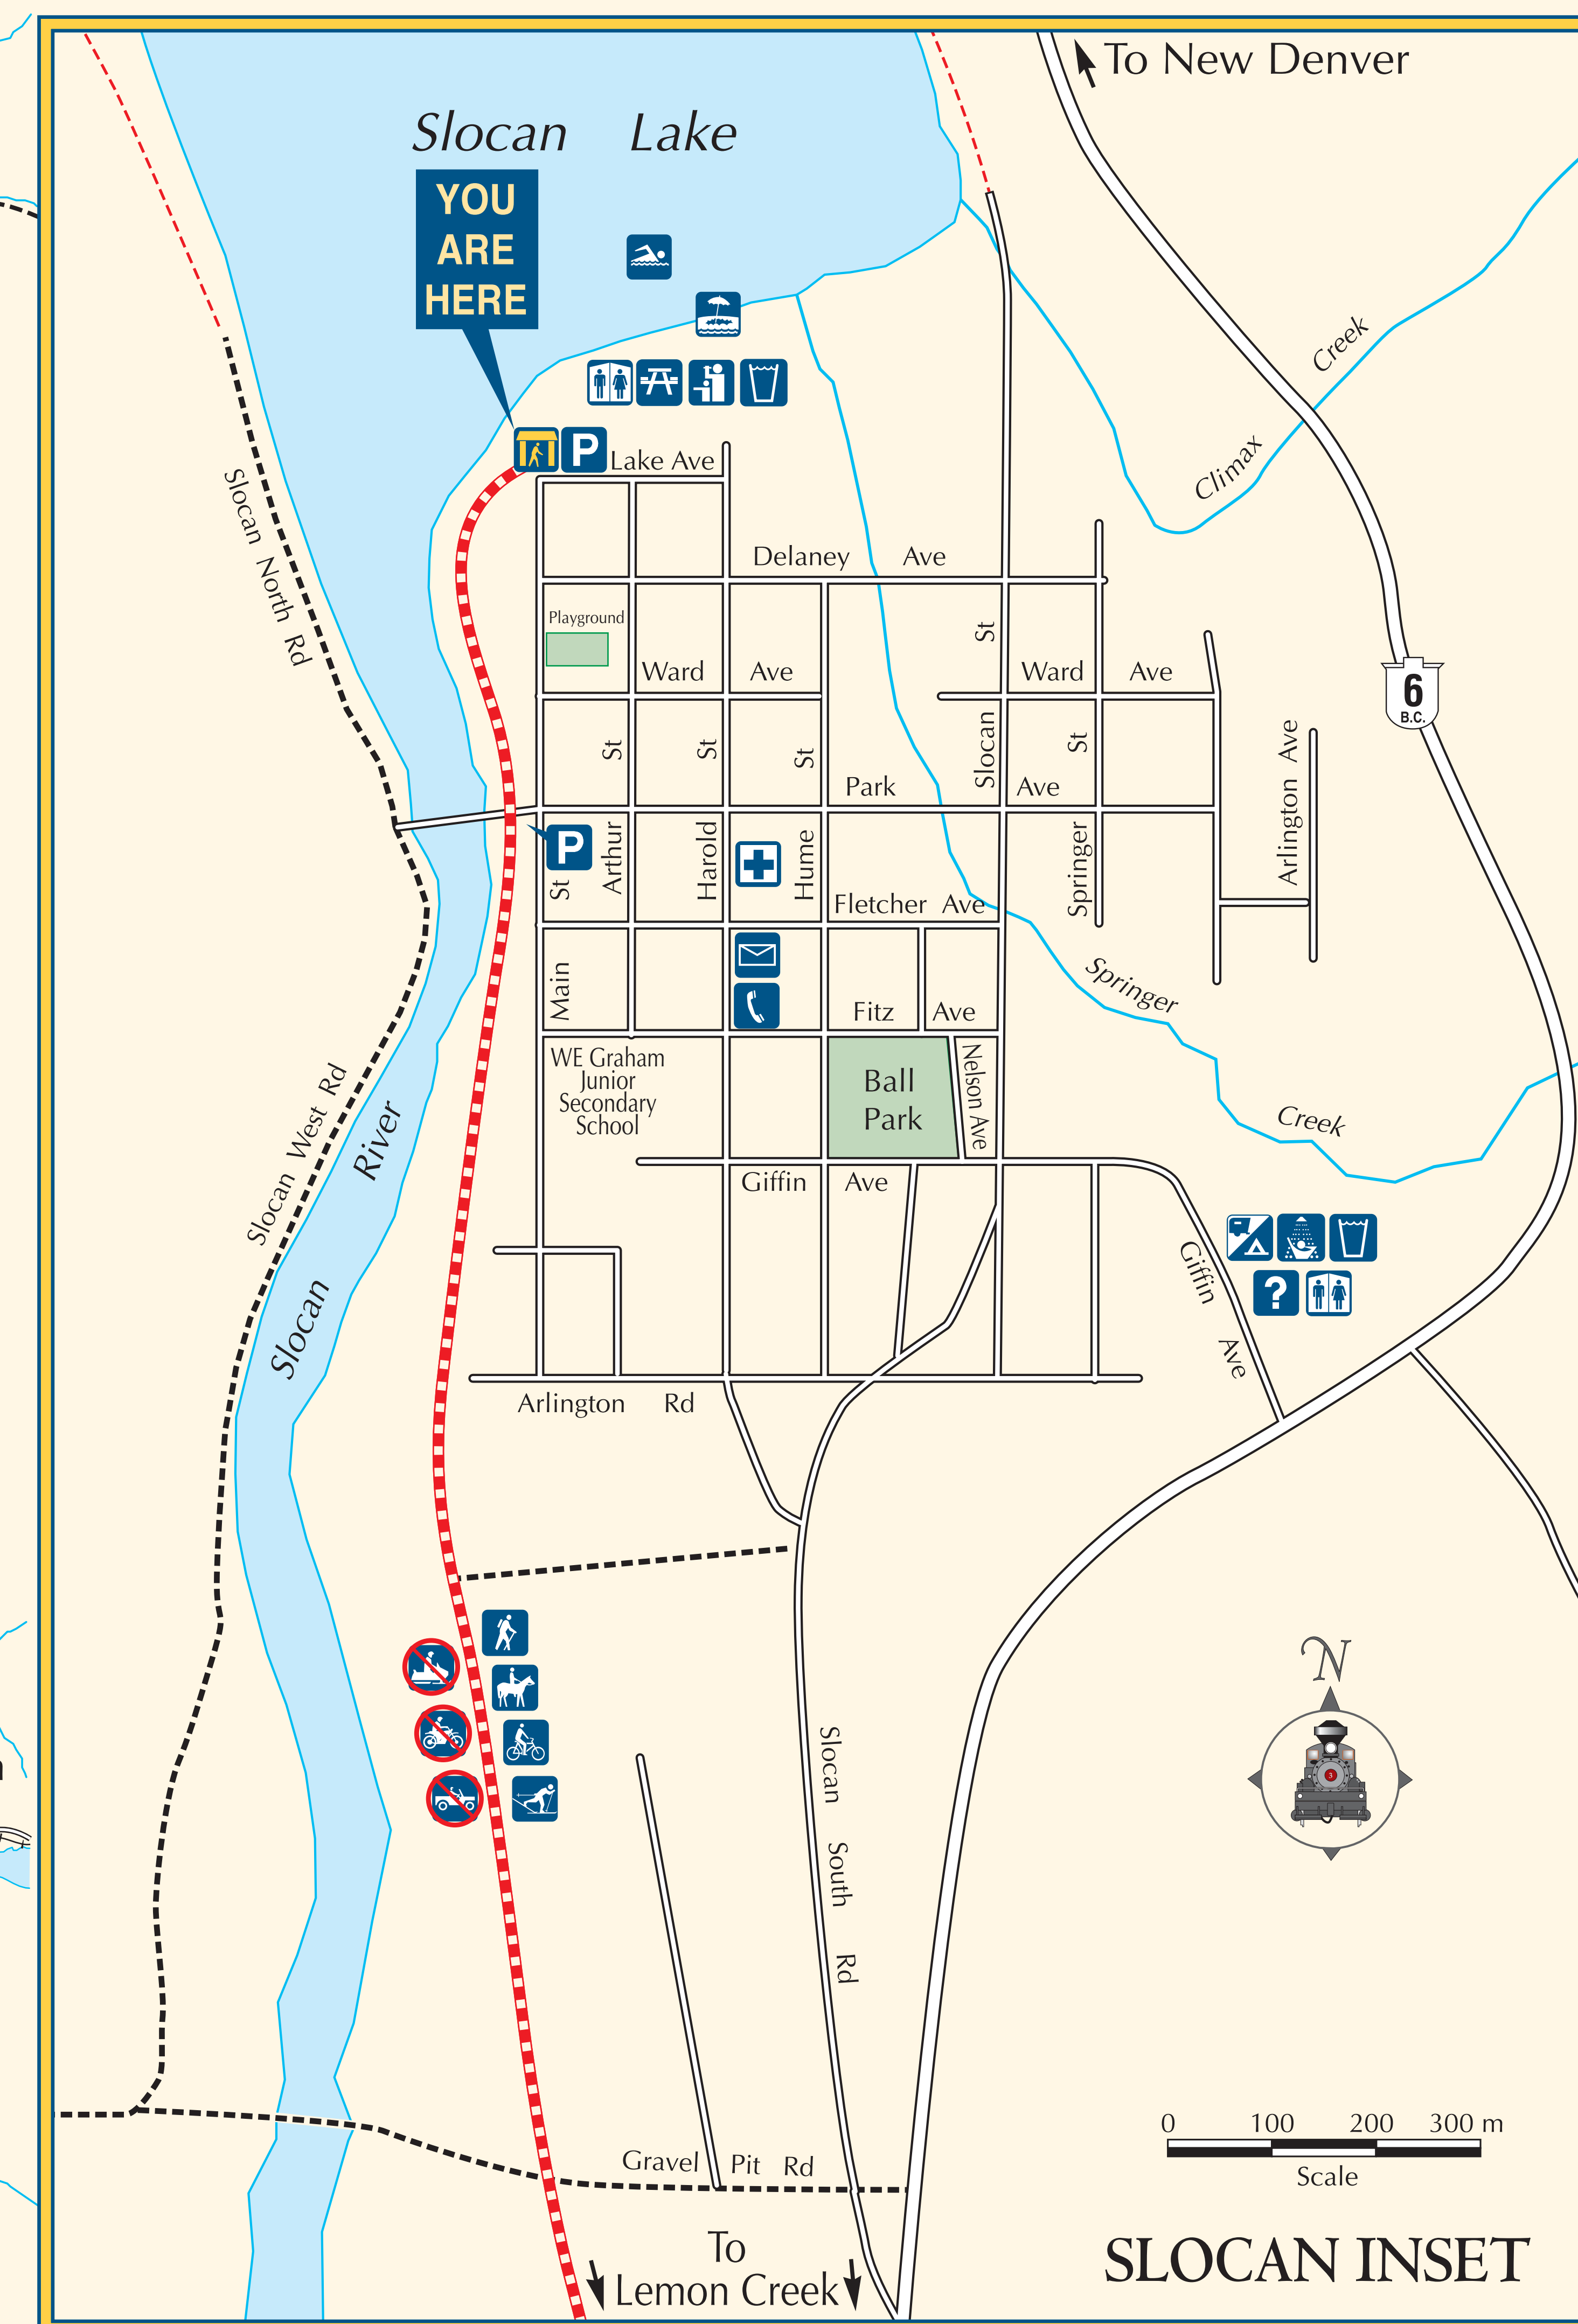 To New Denver
Slocan Lake
YOU
ARE
HERE
Creek
Climax
P
Lake Ave
Slocan North Rd
Delaney Ave
Playground
St
Ward Ave
Ward Ave
6
B.C.
St
St
St
Slocan
St
Arlington Ave
Park Ave
P
St
Arthur
Harold
Hume
Springer
Fletcher Ave
Main
Springer
Fitz Ave
WE Graham
Junior
Secondary
School
Ball
Park
Nelson Ave
Slocan West Rd
River
Creek
Giffin Ave
Slocan
Giffin Ave
?
Arlington Rd
N
3
Slocan South Rd
0 100 200 300 m
Scale
Gravel Pit Rd
To
Lemon Creek
SLOCAN INSET